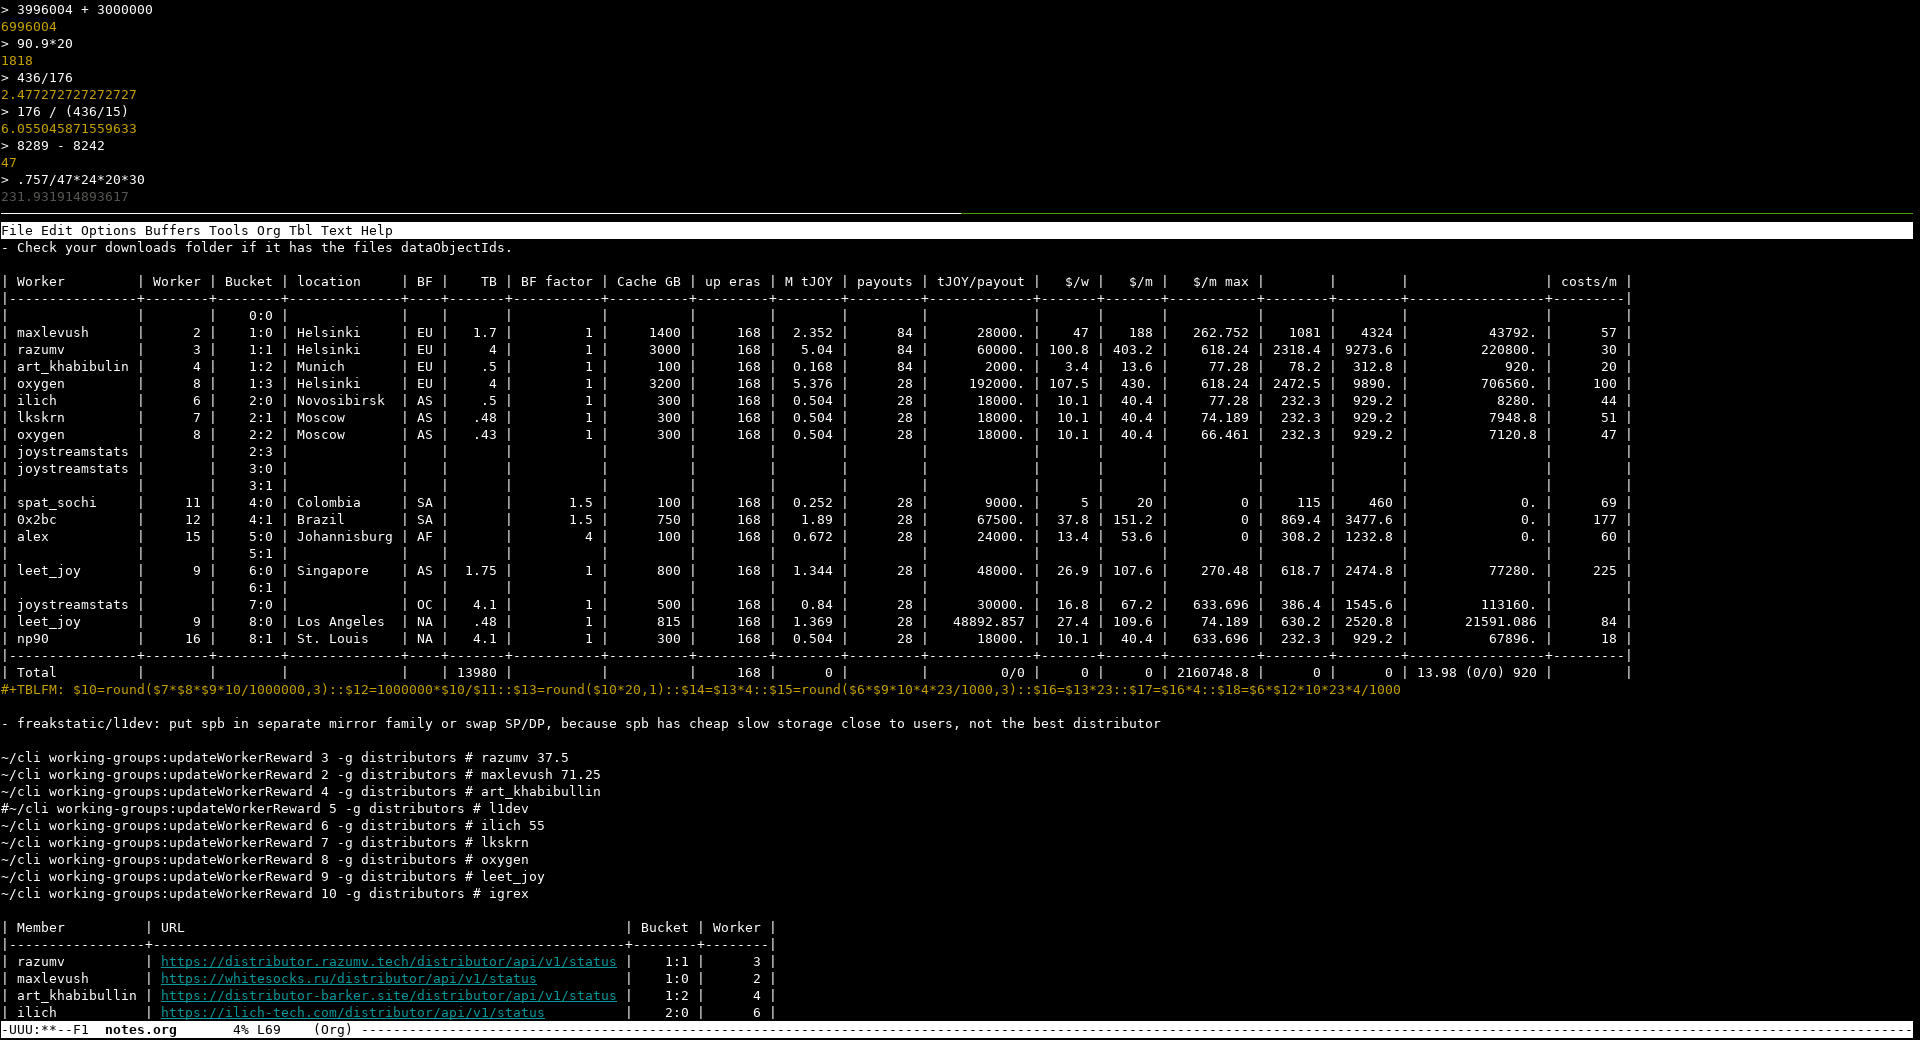 > 3996004 + 3000000
6996004
> 90.9*20
1818
> 436/176
2.477272727272727
> 176 / (436/15)
6.055045871559633
> 8289 - 8242
47
> .757/47*24*20*30
231.931914893617
File Edit Options Buffers Tools Org Tbl Text Help
- Check your downloads folder if it has the files dataObjectIds.
| Worker         | Worker | Bucket | location    | BF |    TB | BF factor | Cache GB | up eras | M tJOY | payouts | tJOY/payout |   $/w |   $/m |   $/m max |        |        |                 | costs/m |
|----------------+--------+--------+-------------+----+-------+-----------+----------+---------+--------+---------+-------------+-------+-------+-----------+--------+--------+-----------------+---------|
|                |        |    0:0 |             |    |       |           |          |         |        |         |             |       |       |           |        |        |                 |         |
| maxlevush      |      2 |    1:0 | Helsinki    | EU |   1.7 |         1 |     1400 |     168 |  2.352 |      84 |      28000. |    47 |   188 |   262.752 |   1081 |   4324 |          43792. |      57 |
| razumv         |      3 |    1:1 | Helsinki    | EU |     4 |         1 |     3000 |     168 |   5.04 |      84 |      60000. | 100.8 | 403.2 |    618.24 | 2318.4 | 9273.6 |         220800. |      30 |
| art_khabibulin |      4 |    1:2 | Munich      | EU |    .5 |         1 |      100 |     168 |  0.168 |      84 |       2000. |   3.4 |  13.6 |     77.28 |   78.2 |  312.8 |            920. |      20 |
| oxygen         |      8 |    1:3 | Helsinki    | EU |     4 |         1 |     3200 |     168 |  5.376 |      28 |     192000. | 107.5 |  430. |    618.24 | 2472.5 |  9890. |         706560. |     100 |
| ilich          |      6 |    2:0 | Novosibirsk | AS |    .5 |         1 |      300 |     168 |  0.504 |      28 |      18000. |  10.1 |  40.4 |     77.28 |  232.3 |  929.2 |           8280. |      44 |
| lkskrn         |      7 |    2:1 | Moscow      | AS |   .48 |         1 |      300 |     168 |  0.504 |      28 |      18000. |  10.1 |  40.4 |    74.189 |  232.3 |  929.2 |          7948.8 |      51 |
| oxygen         |      8 |    2:2 | Moscow      | AS |   .43 |         1 |      300 |     168 |  0.504 |      28 |      18000. |  10.1 |  40.4 |    66.461 |  232.3 |  929.2 |          7120.8 |      47 |
| joystreamstats |        |    2:3 |             |    |       |           |          |         |        |         |             |       |       |           |        |        |                 |         |
| joystreamstats |        |    3:0 |             |    |       |           |          |         |        |         |             |       |       |           |        |        |                 |         |
|                |        |    3:1 |             |    |       |           |          |         |        |         |             |       |       |           |        |        |                 |         |
| spat_sochi     |     11 |    4:0 | Colombia    | SA |       |       1.5 |      100 |     168 |  0.252 |      28 |       9000. |     5 |    20 |         0 |    115 |    460 |              0. |      69 |
| 0x2bc          |     12 |    4:1 | Brazil      | SA |       |       1.5 |      750 |     168 |   1.89 |      28 |      67500. |  37.8 | 151.2 |         0 |  869.4 | 3477.6 |              0. |     177 |
| alex           |     15 |    5:0 | Johannisburg | AF |       |         4 |      100 |     168 |  0.672 |      28 |      24000. |  13.4 |  53.6 |         0 |  308.2 | 1232.8 |              0. |      60 |
|                |        |    5:1 |             |    |       |           |          |         |        |         |             |       |       |           |        |        |                 |         |
| leet_joy       |      9 |    6:0 | Singapore   | AS |  1.75 |         1 |      800 |     168 |  1.344 |      28 |      48000. |  26.9 | 107.6 |    270.48 |  618.7 | 2474.8 |          77280. |     225 |
|                |        |    6:1 |             |    |       |           |          |         |        |         |             |       |       |           |        |        |                 |         |
| joystreamstats |        |    7:0 |             | OC |   4.1 |         1 |      500 |     168 |   0.84 |      28 |      30000. |  16.8 |  67.2 |   633.696 |  386.4 | 1545.6 |         113160. |         |
| leet_joy       |      9 |    8:0 | Los Angeles | NA |   .48 |         1 |      815 |     168 |  1.369 |      28 |   48892.857 |  27.4 | 109.6 |    74.189 |  630.2 | 2520.8 |       21591.086 |      84 |
| np90           |     16 |    8:1 | St. Louis   | NA |   4.1 |         1 |      300 |     168 |  0.504 |      28 |      18000. |  10.1 |  40.4 |   633.696 |  232.3 |  929.2 |          67896. |      18 |
|----------------+--------+--------+-------------+----+-------+-----------+----------+---------+--------+---------+-------------+-------+-------+-----------+--------+--------+-----------------+---------|
| Total          |        |        |             |    | 13980 |           |          |     168 |      0 |         |         0/0 |     0 |     0 | 2160748.8 |      0 |      0 | 13.98 (0/0) 920 |         |
#+TBLFM: $10=round($7*$8*$9*10/1000000,3)::$12=1000000*$10/$11::$13=round($10*20,1)::$14=$13*4::$15=round($6*$9*10*4*23/1000,3)::$16=$13*23::$17=$16*4::$18=$6*$12*10*23*4/1000
- freakstatic/l1dev: put spb in separate mirror family or swap SP/DP, because spb has cheap slow storage close to users, not the best distributor
~/cli working-groups:updateWorkerReward 3 -g distributors # razumv 37.5
~/cli working-groups:updateWorkerReward 2 -g distributors # maxlevush 71.25
~/cli working-groups:updateWorkerReward 4 -g distributors # art_khabibullin
#~/cli working-groups:updateWorkerReward 5 -g distributors # l1dev
~/cli working-groups:updateWorkerReward 6 -g distributors # ilich 55
~/cli working-groups:updateWorkerReward 7 -g distributors # lkskrn
~/cli working-groups:updateWorkerReward 8 -g distributors # oxygen
~/cli working-groups:updateWorkerReward 9 -g distributors # leet_joy
~/cli working-groups:updateWorkerReward 10 -g distributors # igrex
| Member          | URL                                                       | Bucket | Worker |
|-----------------+-----------------------------------------------------------+--------+--------|
| razumv          | https://distributor.razumv.tech/distributor/api/v1/status |    1:1 |      3 |
| maxlevush       | https://whitesocks.ru/distributor/api/v1/status           |    1:0 |      2 |
| art_khabibullin | https://distributor-barker.site/distributor/api/v1/status |    1:2 |      4 |
| ilich           | https://ilich-tech.com/distributor/api/v1/status          |    2:0 |      6 |
-UUU:**--F1  notes.org       4% L69    (Org) ----------------------------------------